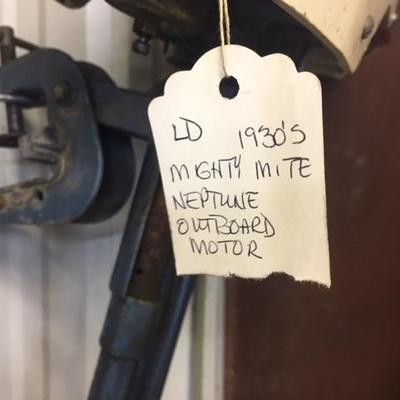 LD 1930's
MIGHTY MITE
NEPTUNE
OUTBOARD
MOTOR